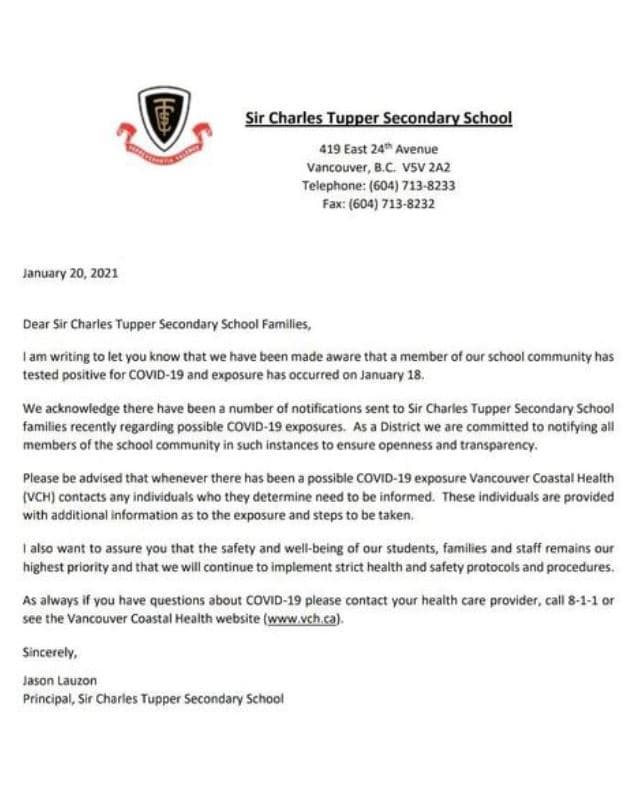 Sir Charles Tupper Secondary School
419 East 24th Avenue
Vancouver, B.C. V5V 2A2
Telephone: (604) 713-8233
Fax: (604) 713-8232
January 20, 2021
Dear Sir Charles Tupper Secondary School Families,
I am writing to let you know that we have been made aware that a member of our school community has
tested positive for COVID-19 and exposure has occurred on January 18.
We acknowledge there have been a number of notifications sent to Sir Charles Tupper Secondary School
families recently regarding possible COVID-19 exposures. As a District we are committed to notifying all
members of the school community in such instances to ensure openness and transparency.
Please be advised that whenever there has been a possible COVID-19 exposure Vancouver Coastal Health
(VCH) contacts any individuals who they determine need to be informed. These individuals are provided
with additional information as to the exposure and steps to be taken.
I also want to assure you that the safety and well-being of our students, families and staff remains our
highest priority and that we will continue to implement strict health and safety protocols and procedures.
As always if you have questions about COVID-19 please contact your health care provider, call 8-1-1 or
see the Vancouver Coastal Health website (www.vch.ca).
Sincerely,
Jason Lauzon
Principal, Sir Charles Tupper Secondary School